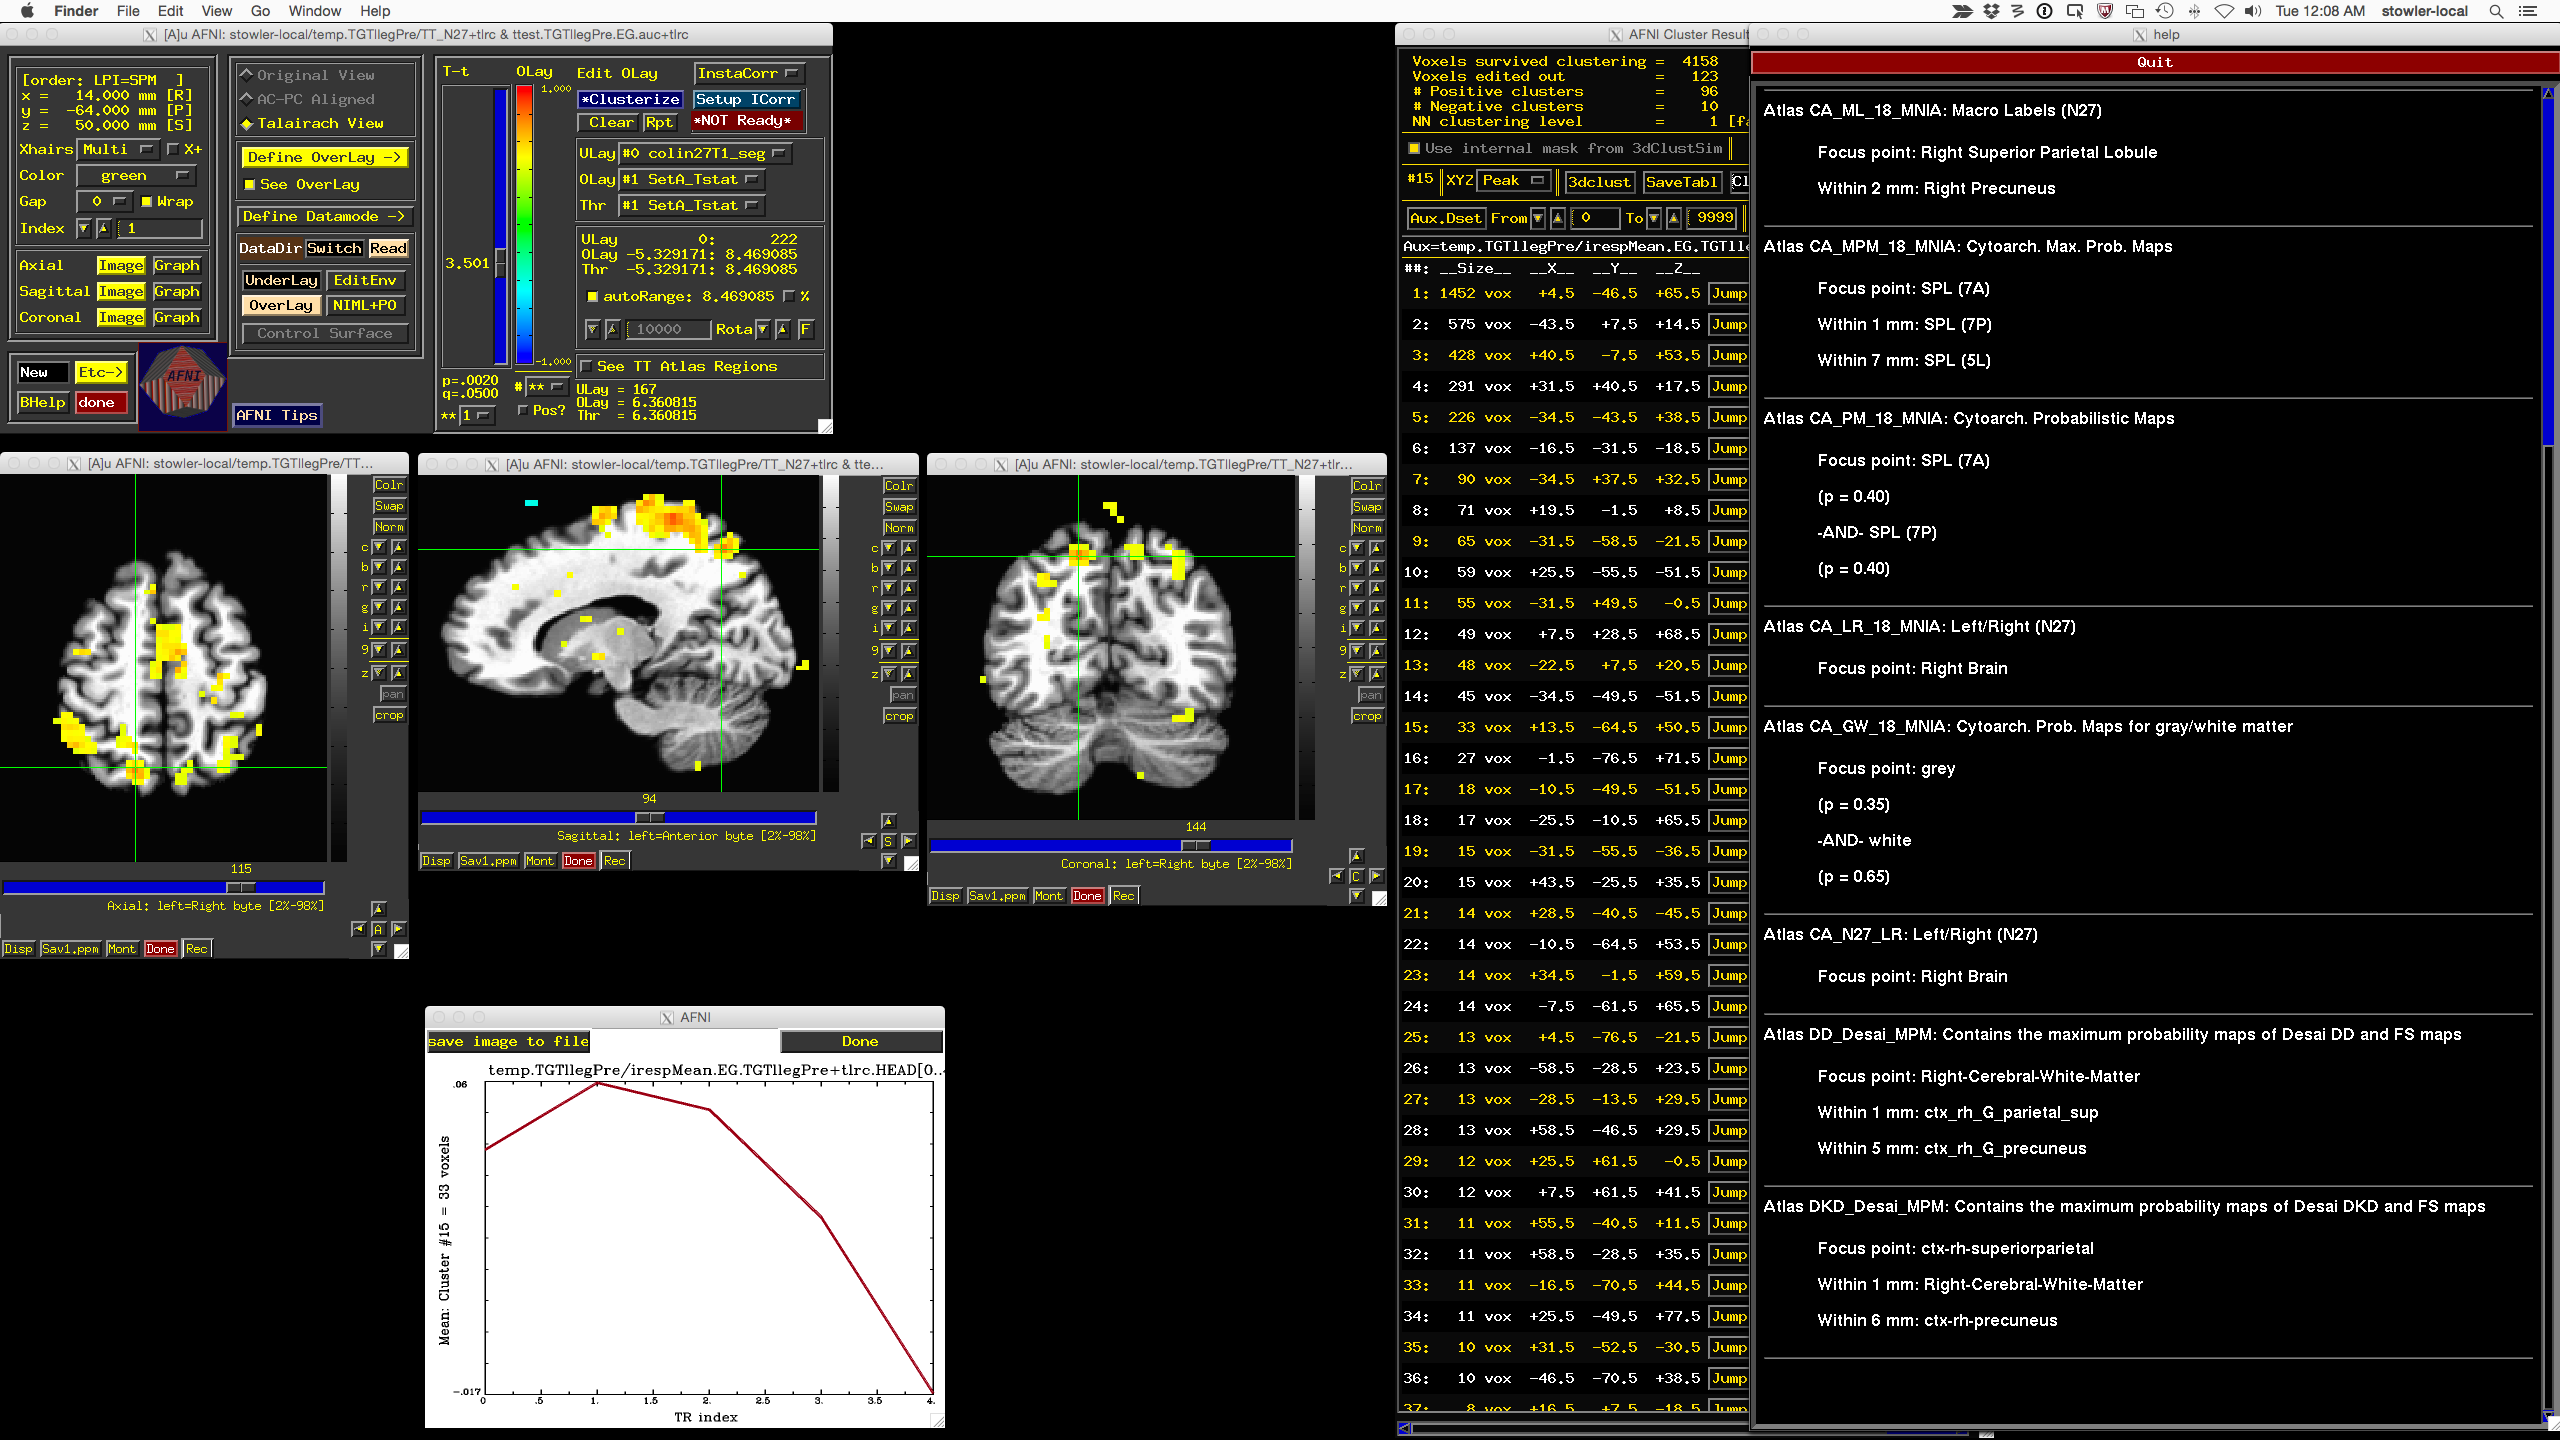 Finder File Edit View Go Window Help
Tue 12:08 AM stowler-local
[A]u AFNI: stowler-local/temp.TGTllegPre/TT_N27+tlrc & ttest.TGTllegPre.EG.auc+tlrc
[order: LPI=SPM ]
x = 14.000 mm [R]
y = -64.000 mm [P]
z = 50.000 mm [S]
Xhairs Multi X+
Color green
Gap 0 Wrap
Index 1
Axial Image Graph
Sagittal Image Graph
Coronal Image Graph
New Etc->
BHelp done
AFNI
Original View
AC-PC Aligned
Talairach View
Define OverLay ->
See OverLay
Define Datamode ->
DataDir Switch Read
UnderLay EditEnv
OverLay NIML+PO
Control Surface
AFNI Tips
T-t
3.501
p=.0020
q=.0500
** 1
OLay
1.000
-1.000
# **
Pos?
Edit OLay InstaCorr
*Clusterize Setup ICorr
Clear Rpt *NOT Ready*
ULay #0 colin27T1_seg
OLay #1 SetA_Tstat
Thr #1 SetA_Tstat
ULay 0: 222
OLay -5.329171: 8.469085
Thr -5.329171: 8.469085
autoRange: 8.469085 %
10000 Rota F
See TT Atlas Regions
ULay = 167
OLay = 6.360815
Thr = 6.360815
[A]u AFNI: stowler-local/temp.TGTllegPre/TT...
Colr
Swap
Norm
c
b
r
g
i
9
z
pan
crop
115
Axial: left=Right byte [2%-98%]
A
Disp Sav1.ppm Mont Done Rec
[A]u AFNI: stowler-local/temp.TGTllegPre/TT_N27+tlrc & tte...
Colr
Swap
Norm
c
b
r
g
i
9
z
pan
crop
94
Sagittal: left=Anterior byte [2%-98%]
S
Disp Sav1.ppm Mont Done Rec
[A]u AFNI: stowler-local/temp.TGTllegPre/TT_N27+tlr...
Colr
Swap
Norm
c
b
r
g
i
9
z
pan
crop
144
Coronal: left=Right byte [2%-98%]
C
Disp Sav1.ppm Mont Done Rec
AFNI
save image to file Done
temp.TGTllegPre/irespMean.EG.TGTllegPre+tlrc.HEAD[0..
.06
-.017
Mean: Cluster #15 = 33 voxels
0 .5 1. 1.5 2. 2.5 3. 3.5 4.
TR index
AFNI Cluster Result
Voxels survived clustering = 4158
Voxels edited out = 123
# Positive clusters = 96
# Negative clusters = 10
NN clustering level = 1
Use internal mask from 3dClustSim
#15 XYZ Peak 3dclust SaveTabl
Aux.Dset From 0 To 9999
Aux=temp.TGTllegPre/irespMean.EG.TGTlle
##: __Size__ __X__ __Y__ __Z__
1: 1452 vox +4.5 -46.5 +65.5 Jump
2: 575 vox -43.5 +7.5 +14.5 Jump
3: 428 vox +40.5 -7.5 +53.5 Jump
4: 291 vox +31.5 +40.5 +17.5 Jump
5: 226 vox -34.5 -43.5 +38.5 Jump
6: 137 vox -16.5 -31.5 -18.5 Jump
7: 90 vox -34.5 +37.5 +32.5 Jump
8: 71 vox +19.5 -1.5 +8.5 Jump
9: 65 vox -31.5 -58.5 -21.5 Jump
10: 59 vox +25.5 -55.5 -51.5 Jump
11: 55 vox -31.5 +49.5 -0.5 Jump
12: 49 vox +7.5 +28.5 +68.5 Jump
13: 48 vox -22.5 +7.5 +20.5 Jump
14: 45 vox -34.5 -49.5 -51.5 Jump
15: 33 vox +13.5 -64.5 +50.5 Jump
16: 27 vox -1.5 -76.5 +71.5 Jump
17: 18 vox -10.5 -49.5 -51.5 Jump
18: 17 vox -25.5 -10.5 +65.5 Jump
19: 15 vox -31.5 -55.5 -36.5 Jump
20: 15 vox +43.5 -25.5 +35.5 Jump
21: 14 vox +28.5 -40.5 -45.5 Jump
22: 14 vox -10.5 -64.5 +53.5 Jump
23: 14 vox +34.5 -1.5 +59.5 Jump
24: 14 vox -7.5 -61.5 +65.5 Jump
25: 13 vox +4.5 -76.5 -21.5 Jump
26: 13 vox -58.5 -28.5 +23.5 Jump
27: 13 vox -28.5 -13.5 +29.5 Jump
28: 13 vox +58.5 -46.5 +29.5 Jump
29: 12 vox +25.5 +61.5 -0.5 Jump
30: 12 vox +7.5 +61.5 +41.5 Jump
31: 11 vox +55.5 -40.5 +11.5 Jump
32: 11 vox +58.5 -28.5 +35.5 Jump
33: 11 vox -16.5 -70.5 +44.5 Jump
34: 11 vox +25.5 -49.5 +77.5 Jump
35: 10 vox +31.5 -52.5 -30.5 Jump
36: 10 vox -46.5 -70.5 +38.5 Jump
37: 8 vox +16.5 +7.5 -18.5 Jump
help
Quit
Atlas CA_ML_18_MNIA: Macro Labels (N27)
Focus point: Right Superior Parietal Lobule
Within 2 mm: Right Precuneus
Atlas CA_MPM_18_MNIA: Cytoarch. Max. Prob. Maps
Focus point: SPL (7A)
Within 1 mm: SPL (7P)
Within 7 mm: SPL (5L)
Atlas CA_PM_18_MNIA: Cytoarch. Probabilistic Maps
Focus point: SPL (7A)
(p = 0.40)
-AND- SPL (7P)
(p = 0.40)
Atlas CA_LR_18_MNIA: Left/Right (N27)
Focus point: Right Brain
Atlas CA_GW_18_MNIA: Cytoarch. Prob. Maps for gray/white matter
Focus point: grey
(p = 0.35)
-AND- white
(p = 0.65)
Atlas CA_N27_LR: Left/Right (N27)
Focus point: Right Brain
Atlas DD_Desai_MPM: Contains the maximum probability maps of Desai DD and FS maps
Focus point: Right-Cerebral-White-Matter
Within 1 mm: ctx_rh_G_parietal_sup
Within 5 mm: ctx_rh_G_precuneus
Atlas DKD_Desai_MPM: Contains the maximum probability maps of Desai DKD and FS maps
Focus point: ctx-rh-superiorparietal
Within 1 mm: Right-Cerebral-White-Matter
Within 6 mm: ctx-rh-precuneus